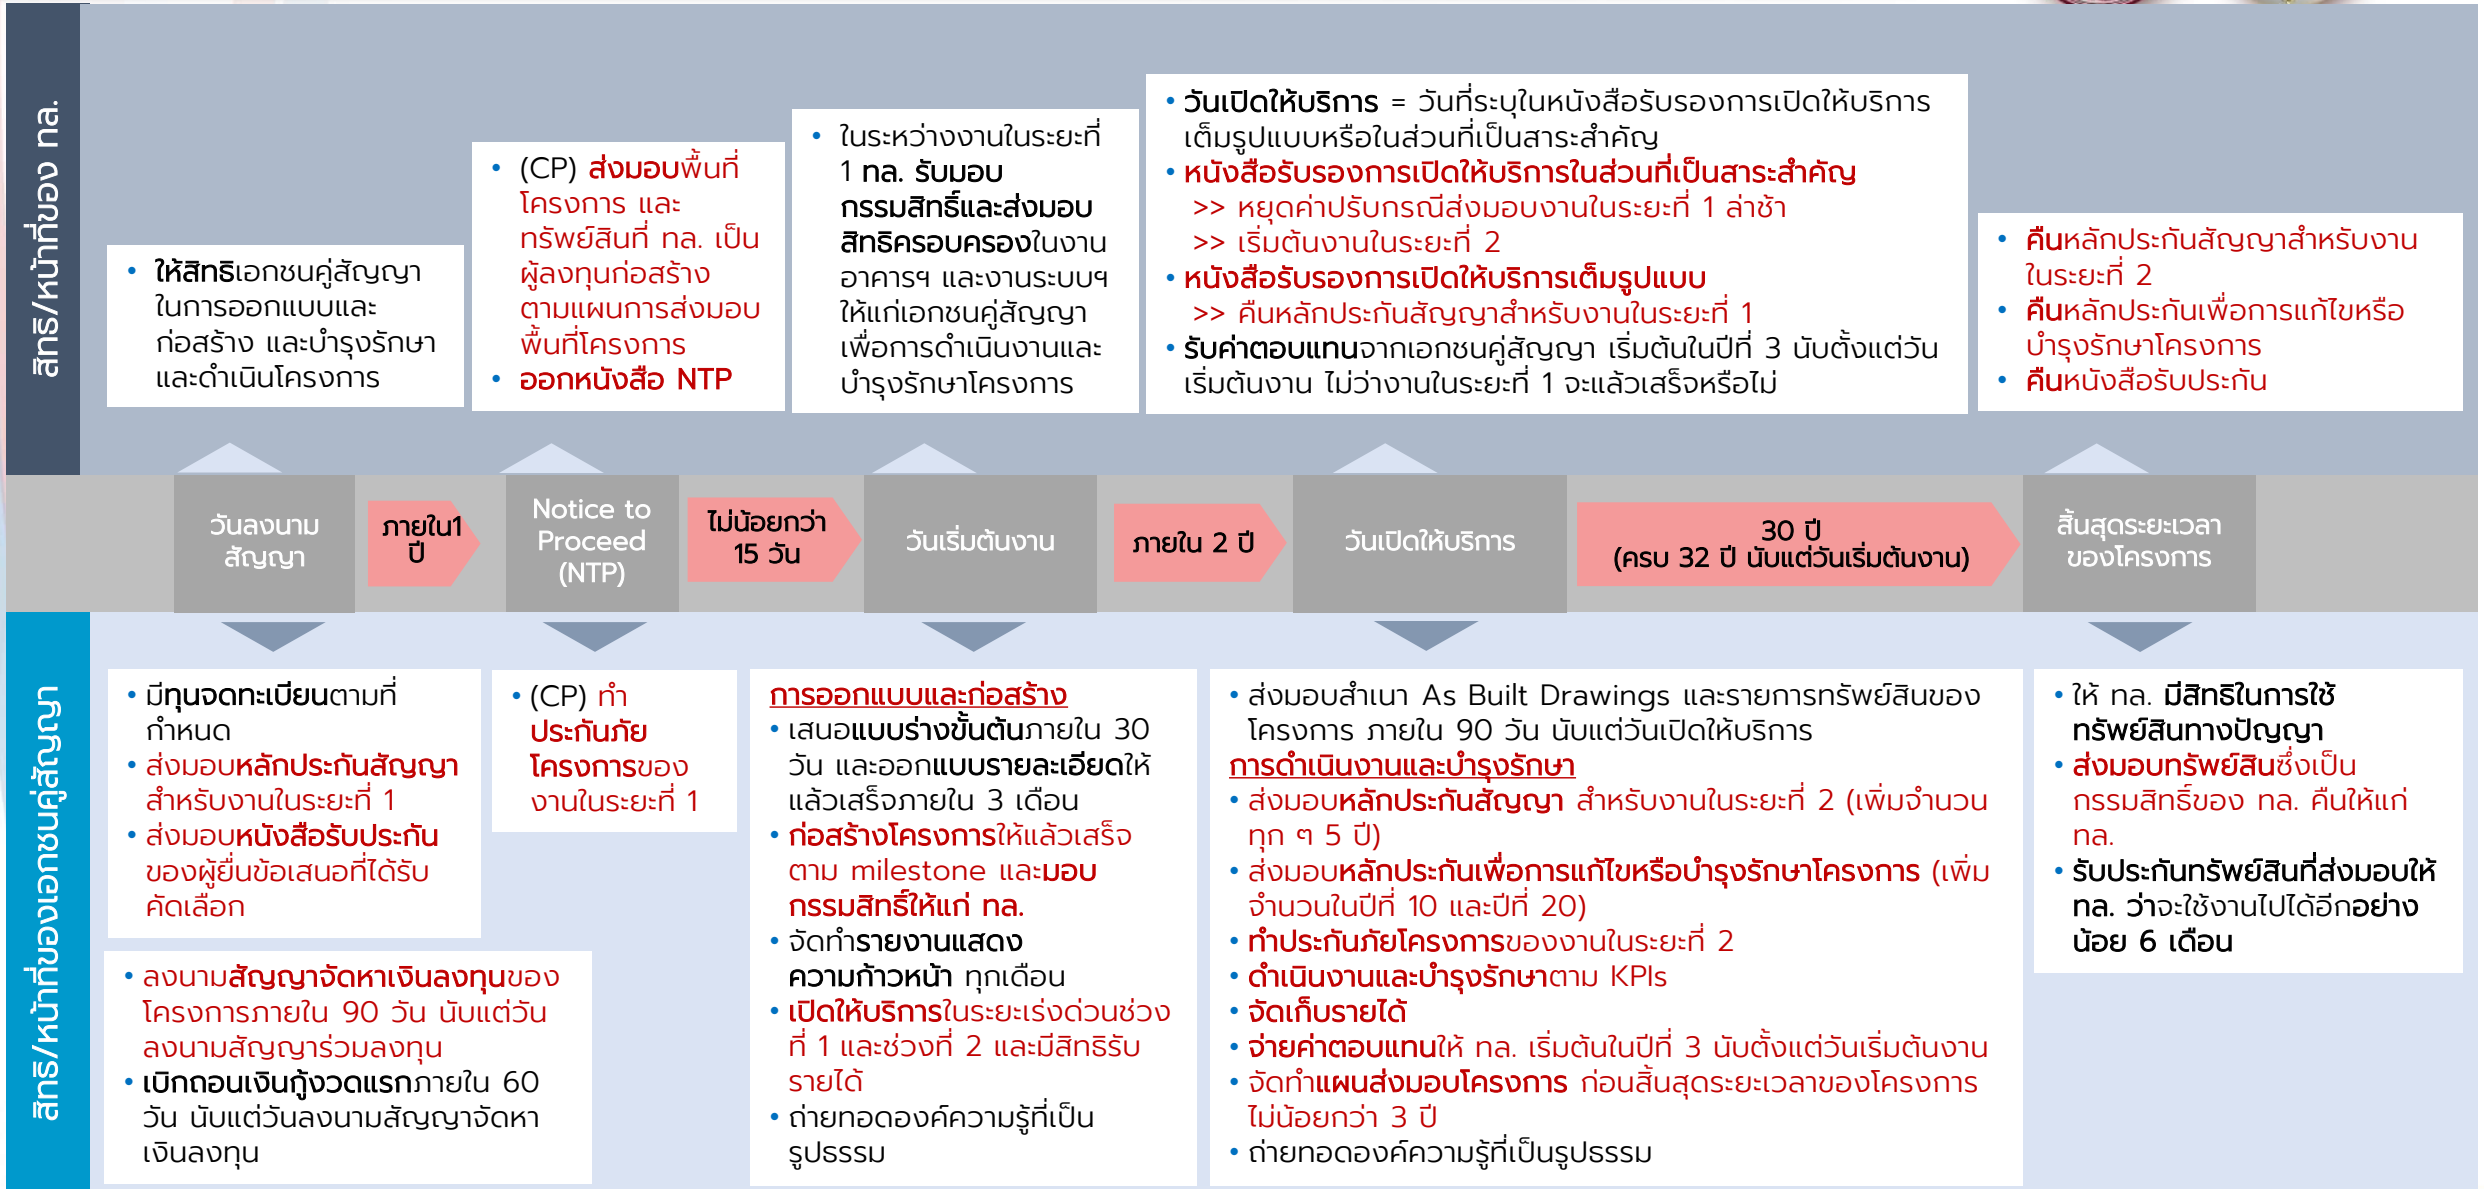 สิทธิ/หน้าที่ของ ทล.
• ให้สิทธิเอกชนคู่สัญญา
ในการออกแบบและ
ก่อสร้าง และบำรุงรักษา
และดำเนินโครงการ
• (CP) ส่งมอบพื้นที่
โครงการ และ
ทรัพย์สินที่ ทล. เป็น
ผู้ลงทุนก่อสร้าง
ตามแผนการส่งมอบ
พื้นที่โครงการ
• ออกหนังสือ NTP
• ในระหว่างงานในระยะที่
1 ทล. รับมอบ
กรรมสิทธิ์และส่งมอบ
สิทธิครอบครองในงาน
อาคารฯ และงานระบบฯ
ให้แก่เอกชนคู่สัญญา
เพื่อการดำเนินงานและ
บำรุงรักษาโครงการ
• วันเปิดให้บริการ = วันที่ระบุในหนังสือรับรองการเปิดให้บริการ
เต็มรูปแบบหรือในส่วนที่เป็นสาระสำคัญ
• หนังสือรับรองการเปิดให้บริการในส่วนที่เป็นสาระสำคัญ
>> หยุดค่าปรับกรณีส่งมอบงานในระยะที่ 1 ล่าช้า
>> เริ่มต้นงานในระยะที่ 2
• หนังสือรับรองการเปิดให้บริการเต็มรูปแบบ
>> คืนหลักประกันสัญญาสำหรับงานในระยะที่ 1
• รับค่าตอบแทนจากเอกชนคู่สัญญา เริ่มต้นในปีที่ 3 นับตั้งแต่วัน
เริ่มต้นงาน ไม่ว่างานในระยะที่ 1 จะแล้วเสร็จหรือไม่
• คืนหลักประกันสัญญาสำหรับงาน
ในระยะที่ 2
• คืนหลักประกันเพื่อการแก้ไขหรือ
บำรุงรักษาโครงการ
• คืนหนังสือรับประกัน
วันลงนาม
สัญญา
ภายใน1
ปี
Notice to
Proceed
(NTP)
ไม่น้อยกว่า
15 วัน
วันเริ่มต้นงาน
ภายใน 2 ปี
วันเปิดให้บริการ
30 ปี
(ครบ 32 ปี นับแต่วันเริ่มต้นงาน)
สิ้นสุดระยะเวลา
ของโครงการ
สิทธิ/หน้าที่ของเอกชนคู่สัญญา
• มีทุนจดทะเบียนตามที่
กำหนด
• ส่งมอบหลักประกันสัญญา
สำหรับงานในระยะที่ 1
• ส่งมอบหนังสือรับประกัน
ของผู้ยื่นข้อเสนอที่ได้รับ
คัดเลือก
• ลงนามสัญญาจัดหาเงินลงทุนของ
โครงการภายใน 90 วัน นับแต่วัน
ลงนามสัญญาร่วมลงทุน
• เบิกถอนเงินกู้งวดแรกภายใน 60
วัน นับแต่วันลงนามสัญญาจัดหา
เงินลงทุน
• (CP) ทำ
ประกันภัย
โครงการของ
งานในระยะที่ 1
การออกแบบและก่อสร้าง
• เสนอแบบร่างขั้นต้นภายใน 30
วัน และออกแบบรายละเอียดให้
แล้วเสร็จภายใน 3 เดือน
• ก่อสร้างโครงการให้แล้วเสร็จ
ตาม milestone และมอบ
กรรมสิทธิ์ให้แก่ ทล.
• จัดทำรายงานแสดง
ความก้าวหน้า ทุกเดือน
• เปิดให้บริการในระยะเร่งด่วนช่วง
ที่ 1 และช่วงที่ 2 และมีสิทธิรับ
รายได้
• ถ่ายทอดองค์ความรู้ที่เป็น
รูปธรรม
• ส่งมอบสำเนา As Built Drawings และรายการทรัพย์สินของ
โครงการ ภายใน 90 วัน นับแต่วันเปิดให้บริการ
การดำเนินงานและบำรุงรักษา
• ส่งมอบหลักประกันสัญญา สำหรับงานในระยะที่ 2 (เพิ่มจำนวน
ทุก ๆ 5 ปี)
• ส่งมอบหลักประกันเพื่อการแก้ไขหรือบำรุงรักษาโครงการ (เพิ่ม
จำนวนในปีที่ 10 และปีที่ 20)
• ทำประกันภัยโครงการของงานในระยะที่ 2
• ดำเนินงานและบำรุงรักษาตาม KPIs
• จัดเก็บรายได้
• จ่ายค่าตอบแทนให้ ทล. เริ่มต้นในปีที่ 3 นับตั้งแต่วันเริ่มต้นงาน
• จัดทำแผนส่งมอบโครงการ ก่อนสิ้นสุดระยะเวลาของโครงการ
ไม่น้อยกว่า 3 ปี
• ถ่ายทอดองค์ความรู้ที่เป็นรูปธรรม
• ให้ ทล. มีสิทธิในการใช้
ทรัพย์สินทางปัญญา
• ส่งมอบทรัพย์สินซึ่งเป็น
กรรมสิทธิ์ของ ทล. คืนให้แก่
ทล.
• รับประกันทรัพย์สินที่ส่งมอบให้
ทล. ว่าจะใช้งานไปได้อีกอย่าง
น้อย 6 เดือน